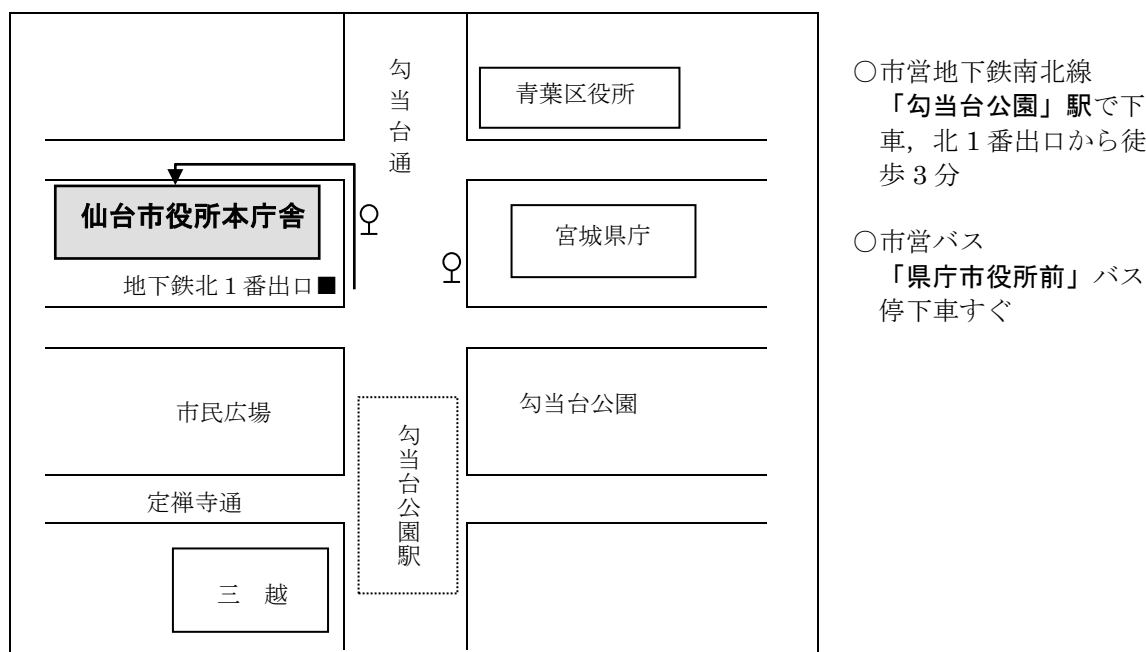 勾当台通
青葉区役所
仙台市役所本庁舎
宮城県庁
地下鉄北1番出口■
市民広場
勾当台公園
勾当台公園駅
定禅寺通
三　越
○市営地下鉄南北線
「勾当台公園」駅で下
車，北1番出口から徒
歩3分
○市営バス
「県庁市役所前」バス
停下車すぐ